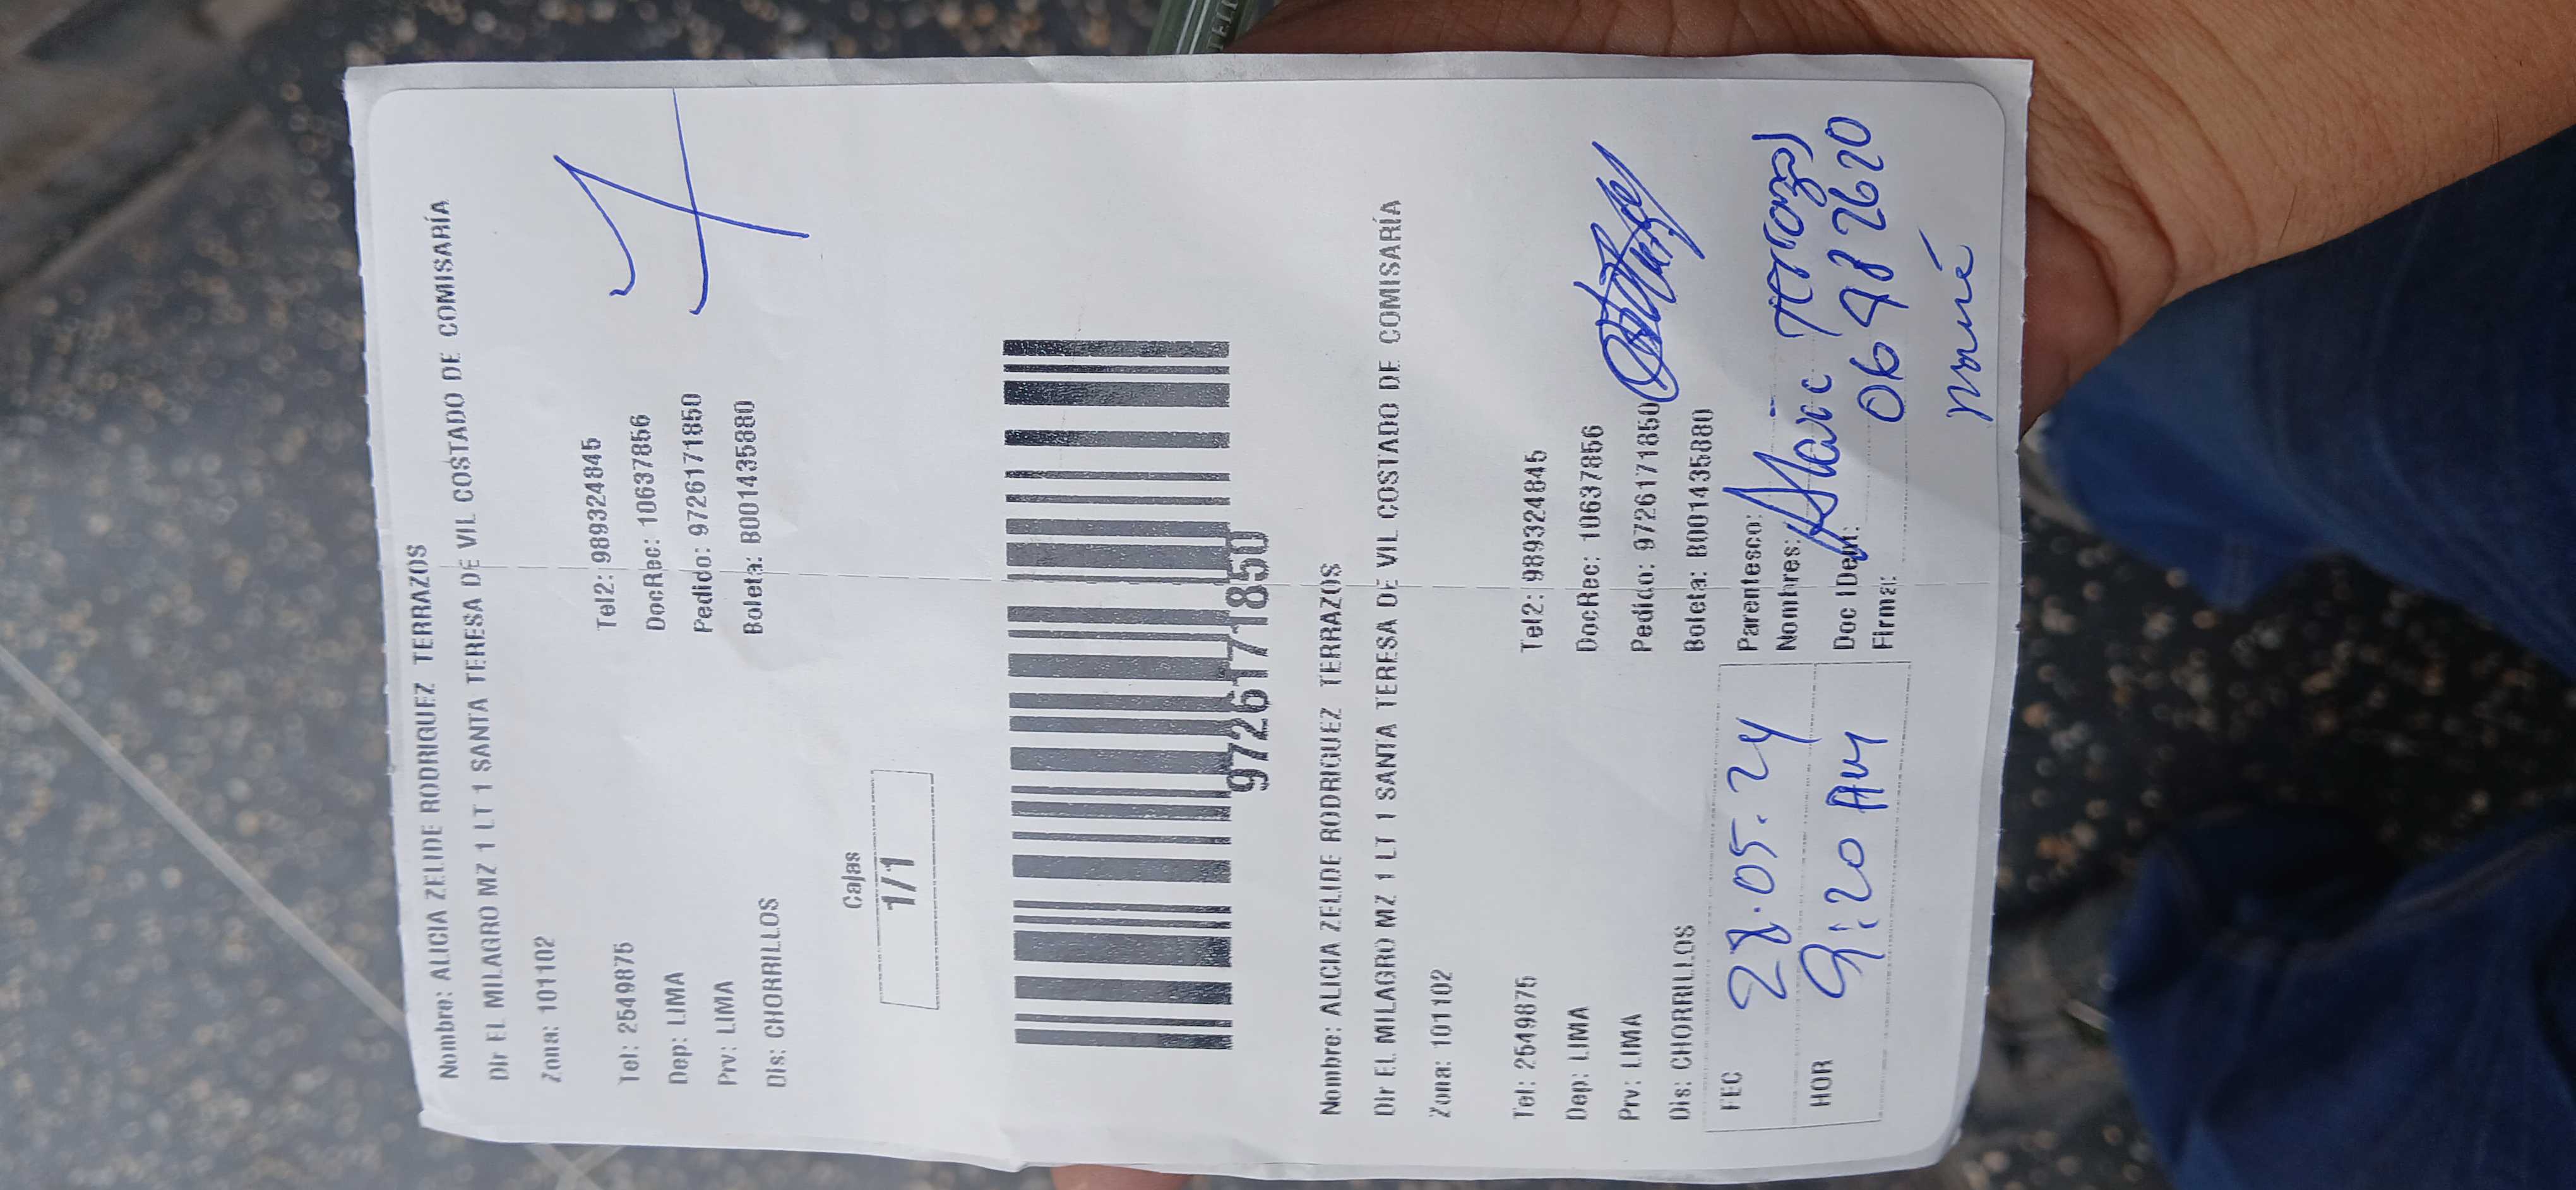 Nombre: ALICIA ZELIDE RODRIGUEZ TERRAZOS
Dir EL MILAGRO MZ 1 LT 1 SANTA TERESA DE VIL COSTADO DE COMISARÍA
Zona: 101102
Tel: 2549875 Tel2: 989324845
Dep: LIMA DocRec: 10637856
Prv: LIMA Pedido: 972617171850
Dis: CHORRILLOS Boleta: B001435880
Cajas
1/1
972617171850
Nombre: ALICIA ZELIDE RODRIGUEZ TERRAZOS
Dir EL MILAGRO MZ 1 LT 1 SANTA TERESA DE VIL COSTADO DE COMISARÍA
Zona: 101102
Tel: 2549875 Tel2: 989324845
Dep: LIMA DocRec: 10637856
Prv: LIMA Pedido: 972617171850
Dis: CHORRILLOS Boleta: B001435880
FEC 28.05.24 Parentesco:
Nombres:
HOR 9:20 AM Doc IDent:
Firma: